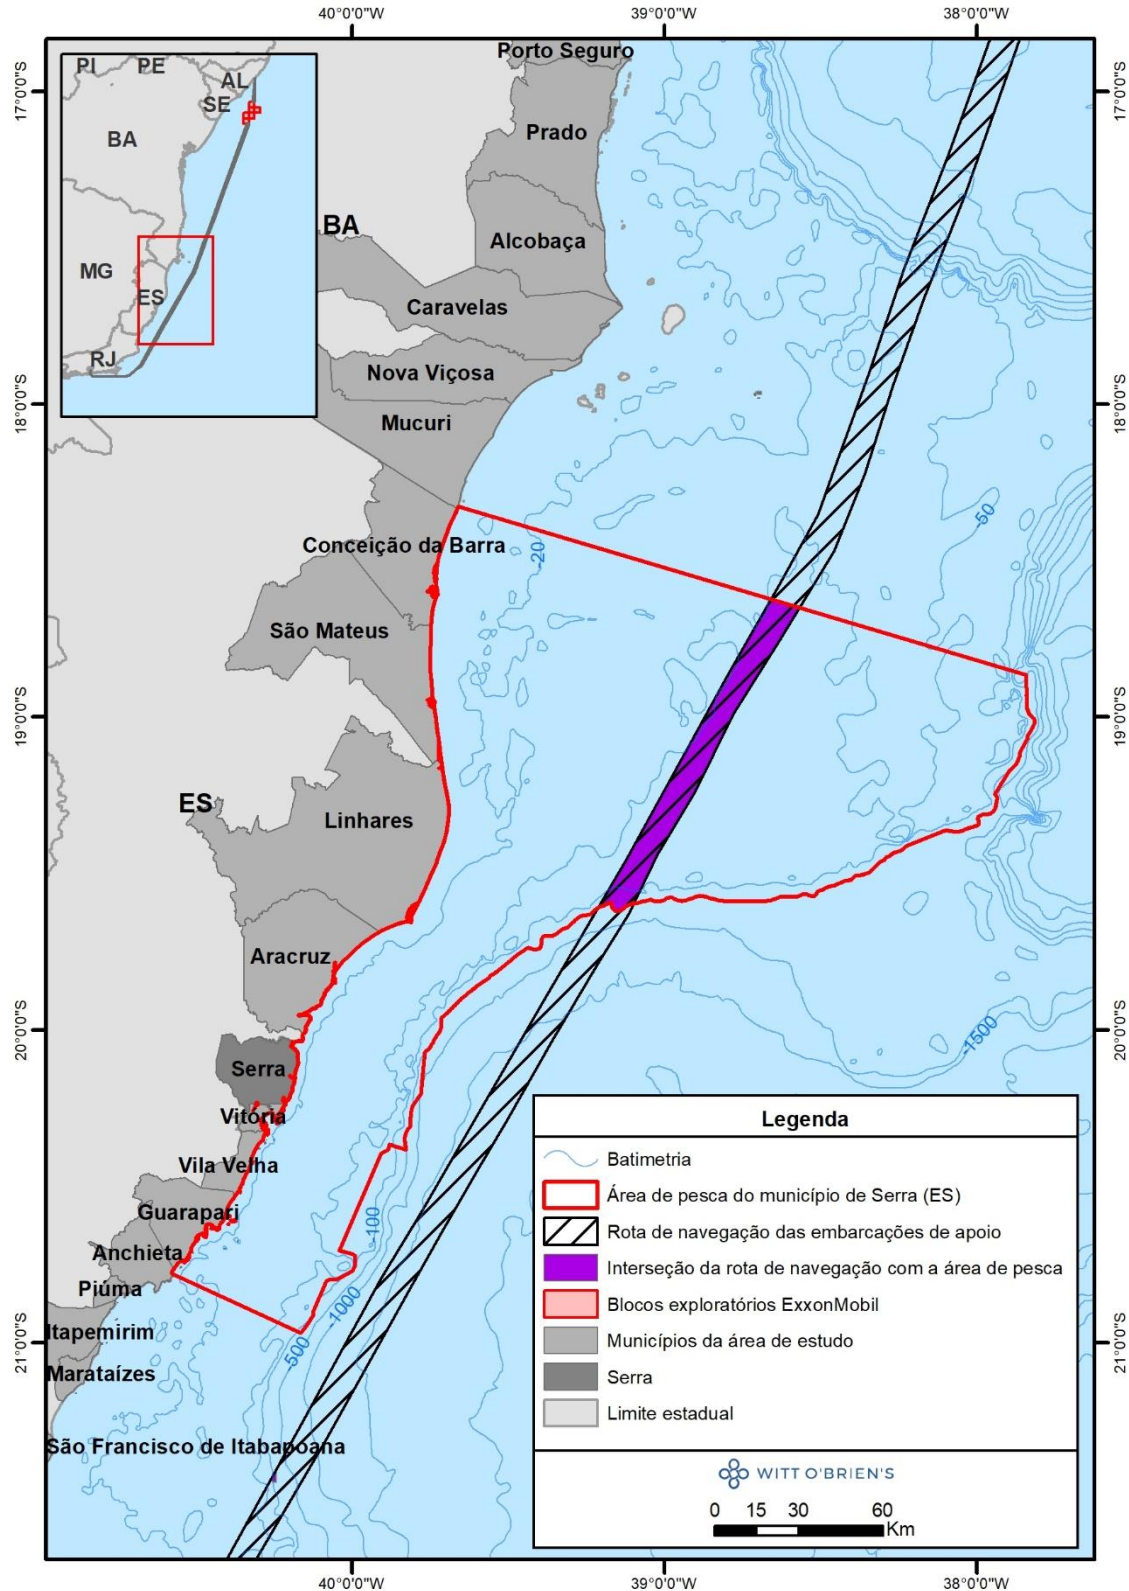 40°0'0"W 39°0'0"W 38°0'0"W
17°0'0"S
17°0'0"S
PI PE AL SE BA MG ES RJ
Porto Seguro
Prado
BA
Alcobaça
Caravelas
Nova Viçosa
18°0'0"S
18°0'0"S
Mucuri
-50
-20
Conceição da Barra
São Mateus
19°0'0"S
19°0'0"S
ES
Linhares
Aracruz
20°0'0"S
20°0'0"S
-1500
Serra
Vitória
Vila Velha
Guarapari
-100
Anchieta
Piúma
-1000
Itapemirim
-500
21°0'0"S
21°0'0"S
Marataízes
São Francisco de Itabapoana
Legenda
Batimetria
Área de pesca do município de Serra (ES)
Rota de navegação das embarcações de apoio
Interseção da rota de navegação com a área de pesca
Blocos exploratórios ExxonMobil
Municípios da área de estudo
Serra
Limite estadual
WITT O'BRIEN'S
0 15 30 60
Km
40°0'0"W 39°0'0"W 38°0'0"W